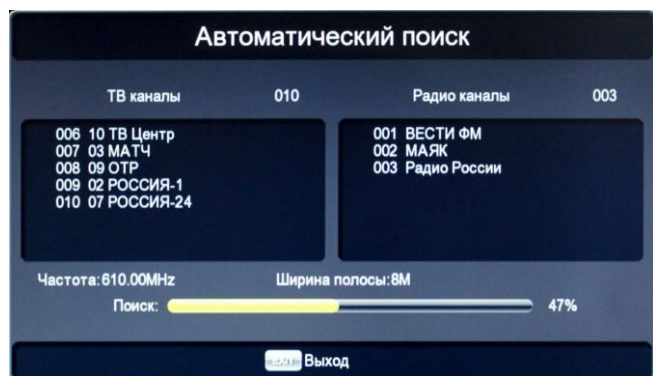 Автоматический поиск
ТВ каналы 010 Радио каналы 003
006 10 ТВ Центр
007 03 МАТЧ
008 09 ОТР
009 02 РОССИЯ-1
010 07 РОССИЯ-24
001 ВЕСТИ ФМ
002 МАЯК
003 Радио России
Частота:610.00MHz Ширина полосы:8M
Поиск: 47%
EXIT Выход